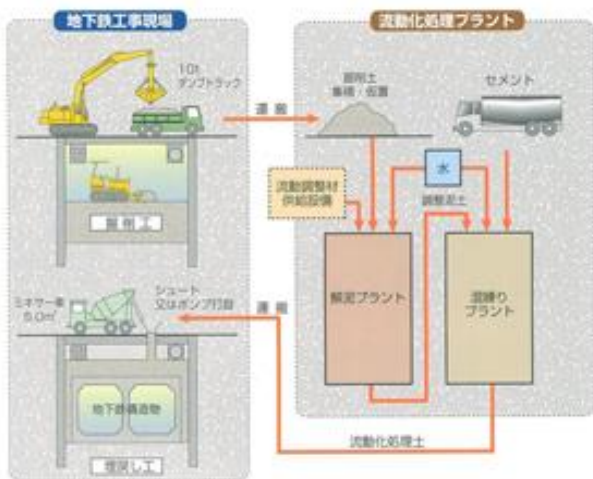 地下鉄工事現場
流動化処理プラント
10t
ダンプトラック
運搬
掘削土
集積・仮置
セメント
水
流動調整材
供給設備
調整泥土
掘削工
解泥プラント
混練り
プラント
ミキサー車
5.0m³
シュート
又はポンプ打設
運搬
地下鉄構造物
流動化処理土
埋戻し工